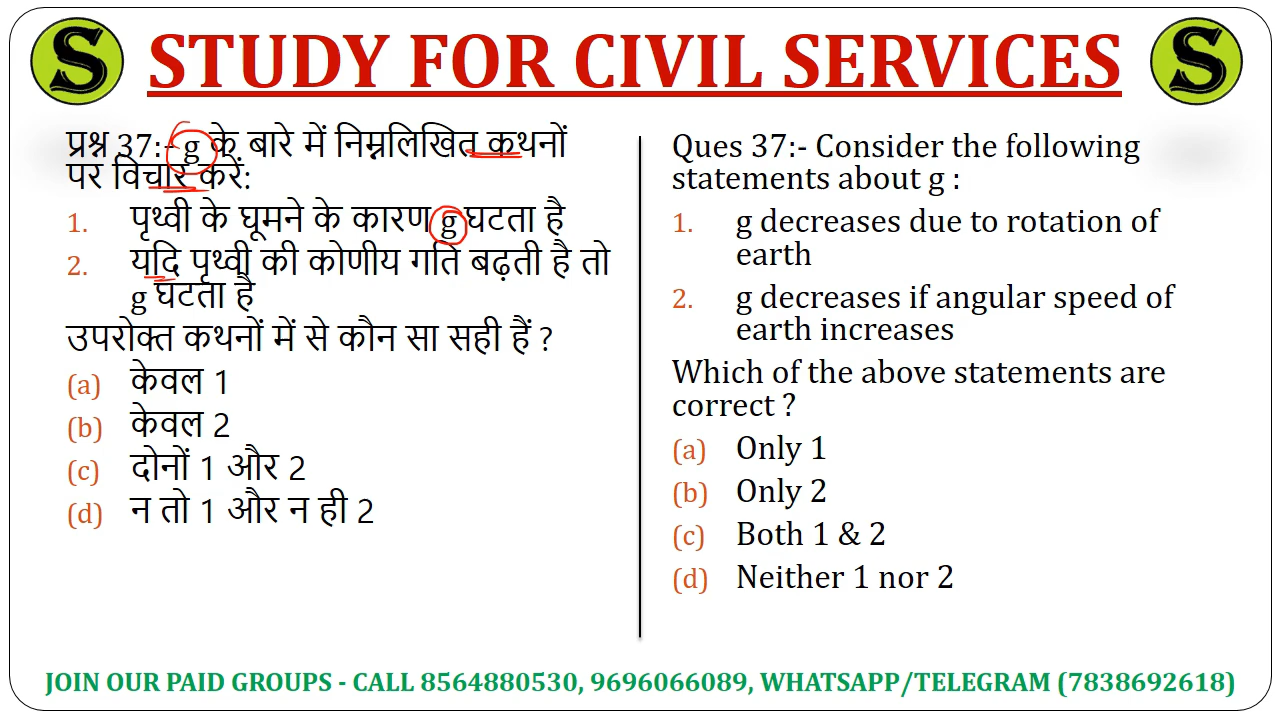 S STUDY FOR CIVIL SERVICES S
प्रश्न 37:- g के बारे में निम्नलिखित कथनों
पर विचार करें:
1. पृथ्वी के घूमने के कारण g घटता है
2. यदि पृथ्वी की कोणीय गति बढ़ती है तो
g घटता है
उपरोक्त कथनों में से कौन सा सही हैं ?
(a) केवल 1
(b) केवल 2
(c) दोनों 1 और 2
(d) न तो 1 और न ही 2
Ques 37:- Consider the following
statements about g :
1. g decreases due to rotation of
earth
2. g decreases if angular speed of
earth increases
Which of the above statements are
correct ?
(a) Only 1
(b) Only 2
(c) Both 1 & 2
(d) Neither 1 nor 2
JOIN OUR PAID GROUPS - CALL 8564880530, 9696066089, WHATSAPP/TELEGRAM (7838692618)